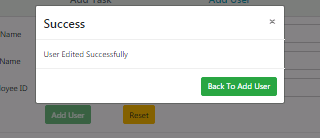 Add Task Add User
Success ×
Name
User Edited Successfully
Name
oyee ID
Back To Add User
Add User Reset